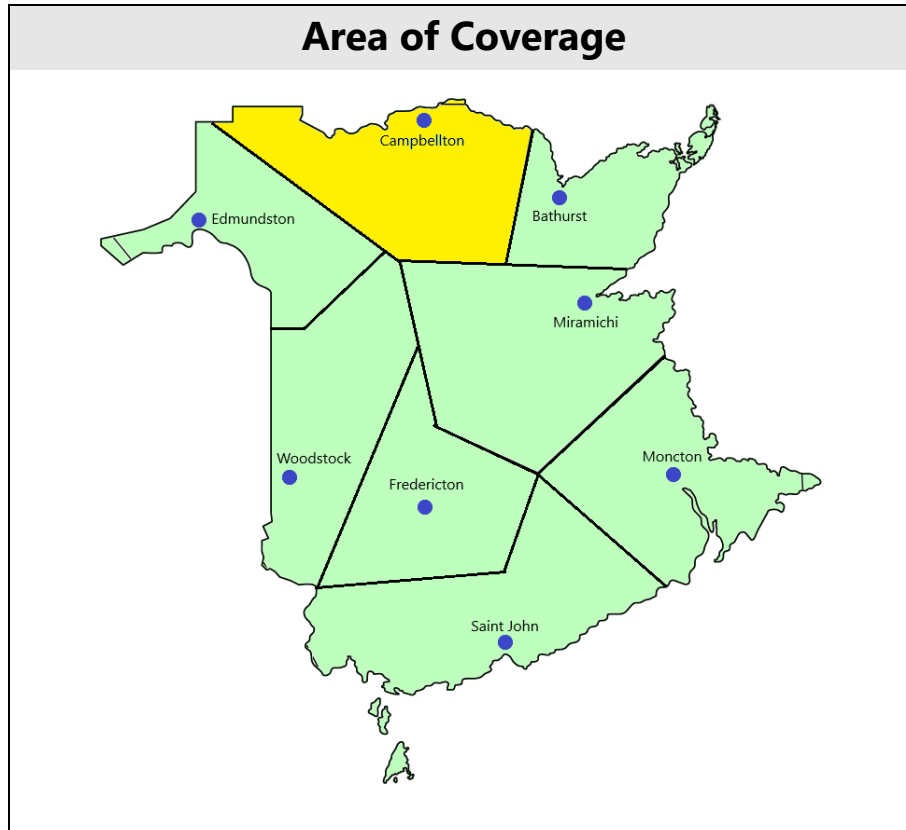 Area of Coverage
Campbellton
Edmundston
Bathurst
Miramichi
Woodstock
Moncton
Fredericton
Saint John